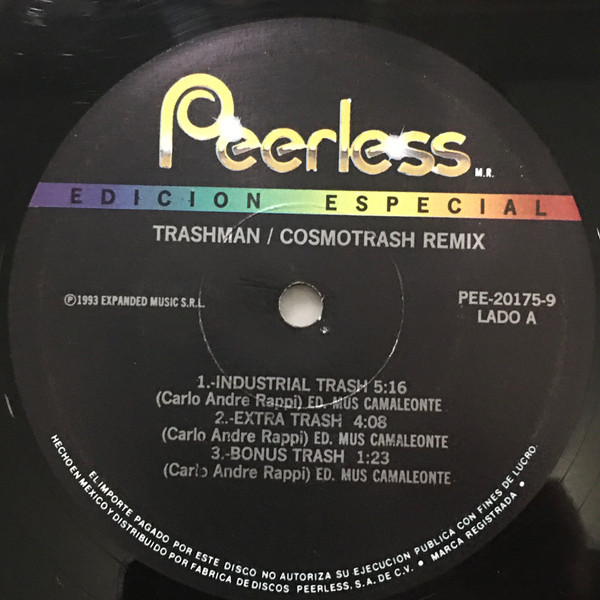 Peerless M.R.
EDICION ESPECIAL
TRASHMAN / COSMOTRASH REMIX
Ⓟ1993 EXPANDED MUSIC S.R.L.
PEE-20175-9
LADO A
1.-INDUSTRIAL TRASH 5:16
(Carlo Andre Rappi) ED. MUS CAMALEONTE
2.-EXTRA TRASH 4:08
(Carlo Andre Rappi) ED. MUS CAMALEONTE
3.-BONUS TRASH 1:23
(Carlo Andre Rappi) ED. MUS CAMALEONTE
EL IMPORTE PAGADO POR ESTE DISCO NO AUTORIZA SU EJECUCION PUBLICA CON FINES DE LUCRO.
HECHO EN MEXICO Y DISTRIBUIDO POR FABRICA DE DISCOS PEERLESS, S.A. DE C.V. • MARCA REGISTRADA •